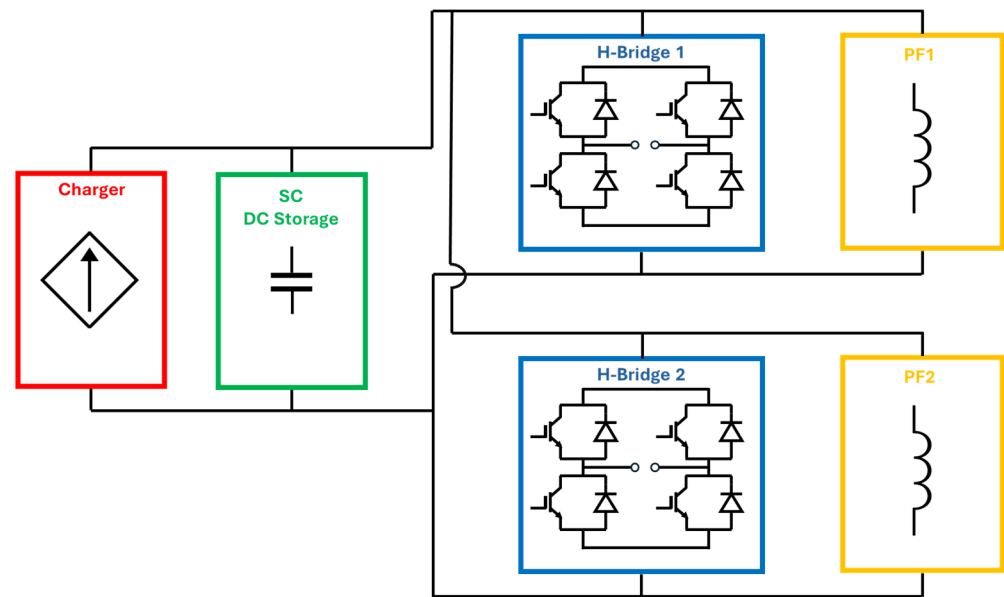 H-Bridge 1
PF1
Charger
SC
DC Storage
H-Bridge 2
PF2